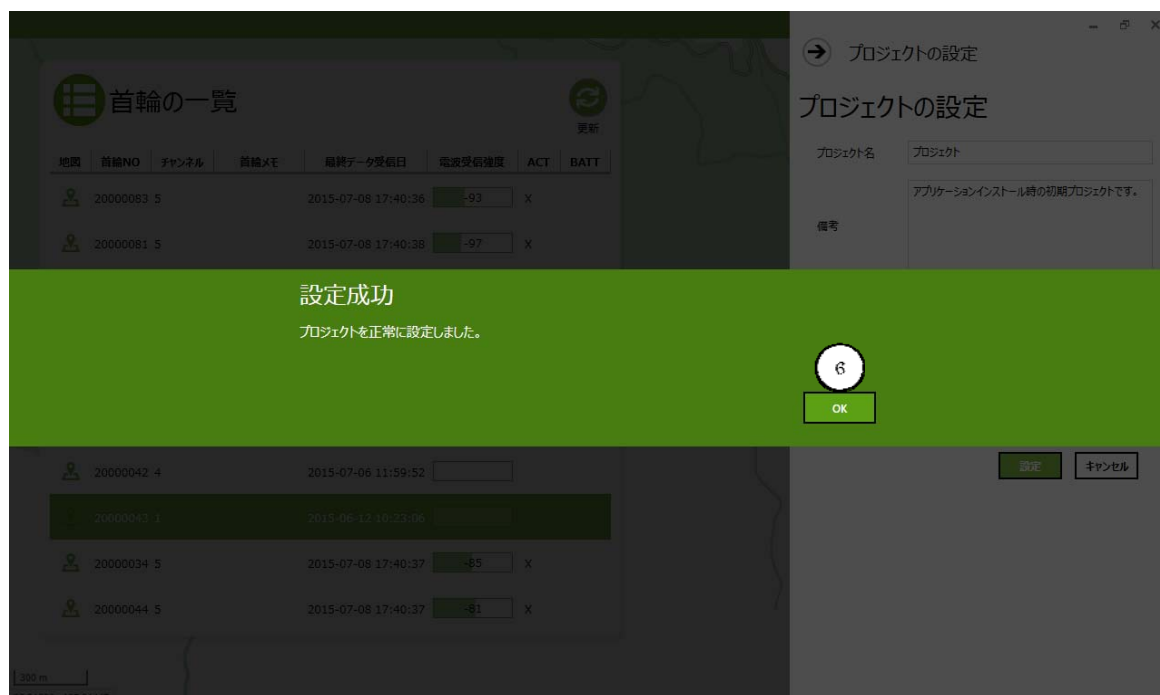 プロジェクトの設定
首輪の一覧
更新
プロジェクトの設定
地図 首輪NO チャンネル 首輪メモ 最終データ受信日 電波受信強度 ACT BATT
プロジェクト名 プロジェクト
20000083 5 2015-07-08 17:40:36 -93 X
アプリケーションインストール時の初期プロジェクトです。
備考
20000081 5 2015-07-08 17:40:38 -97 X
設定成功
プロジェクトを正常に設定しました。
6
OK
設定 キャンセル
20000042 4 2015-07-06 11:59:52
20000043 1 2015-06-12 10:23:06
20000034 5 2015-07-08 17:40:37 -85 X
20000044 5 2015-07-08 17:40:37 -81 X
200 m